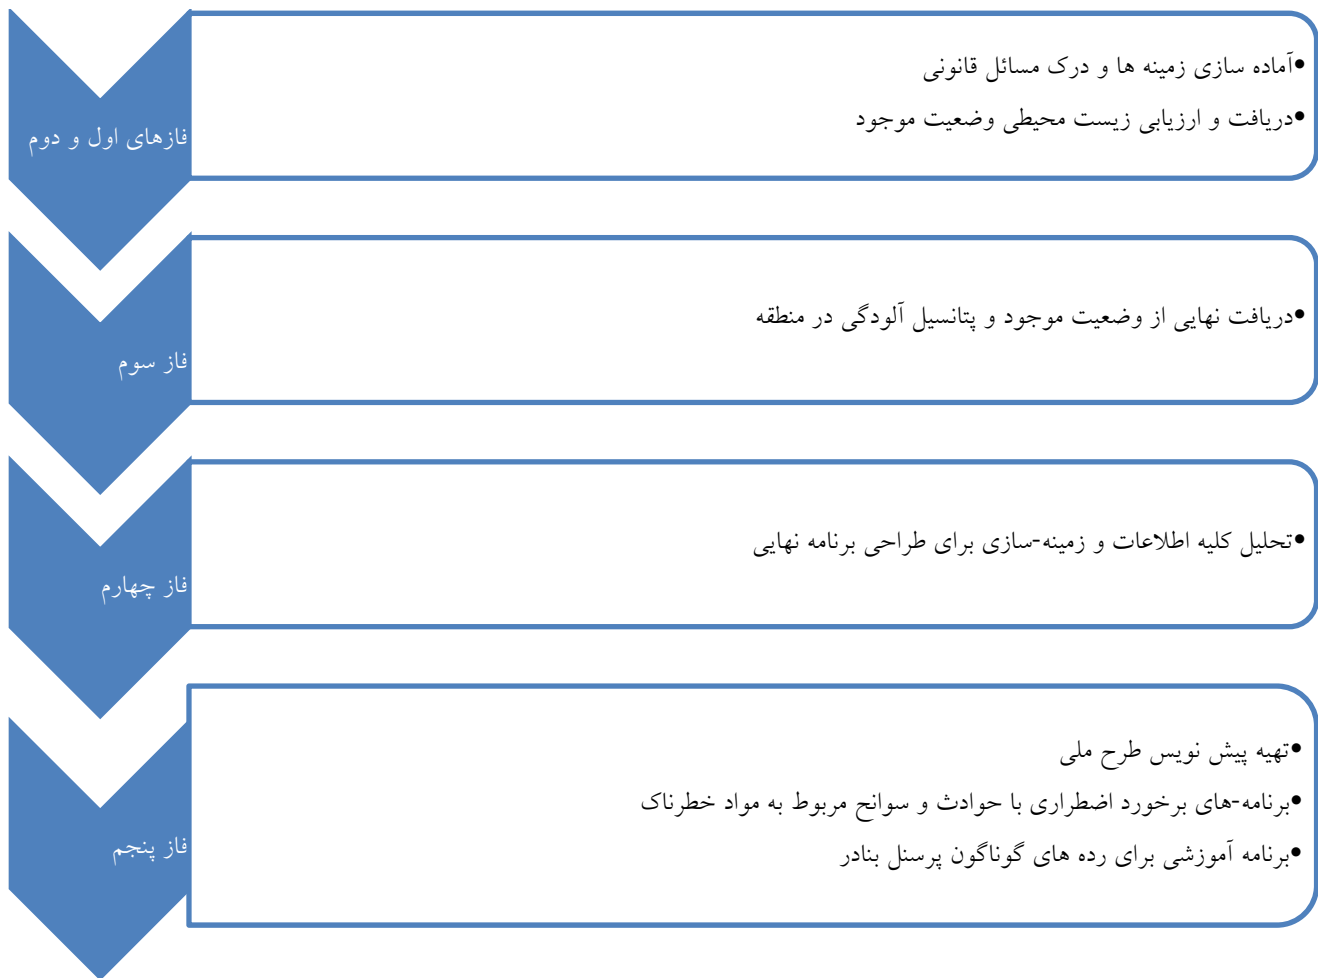 فازهای اول و دوم
•آماده سازی زمینه ها و درک مسائل قانونی
•دریافت و ارزیابی زیست محیطی وضعیت موجود
فاز سوم
•دریافت نهایی از وضعیت موجود و پتانسیل آلودگی در منطقه
فاز چهارم
•تحلیل کلیه اطلاعات و زمینه-سازی برای طراحی برنامه نهایی
فاز پنجم
•تهیه پیش نویس طرح ملی
•برنامه-های برخورد اضطراری با حوادث و سوانح مربوط به مواد خطرناک
•برنامه آموزشی برای رده های گوناگون پرسنل بنادر